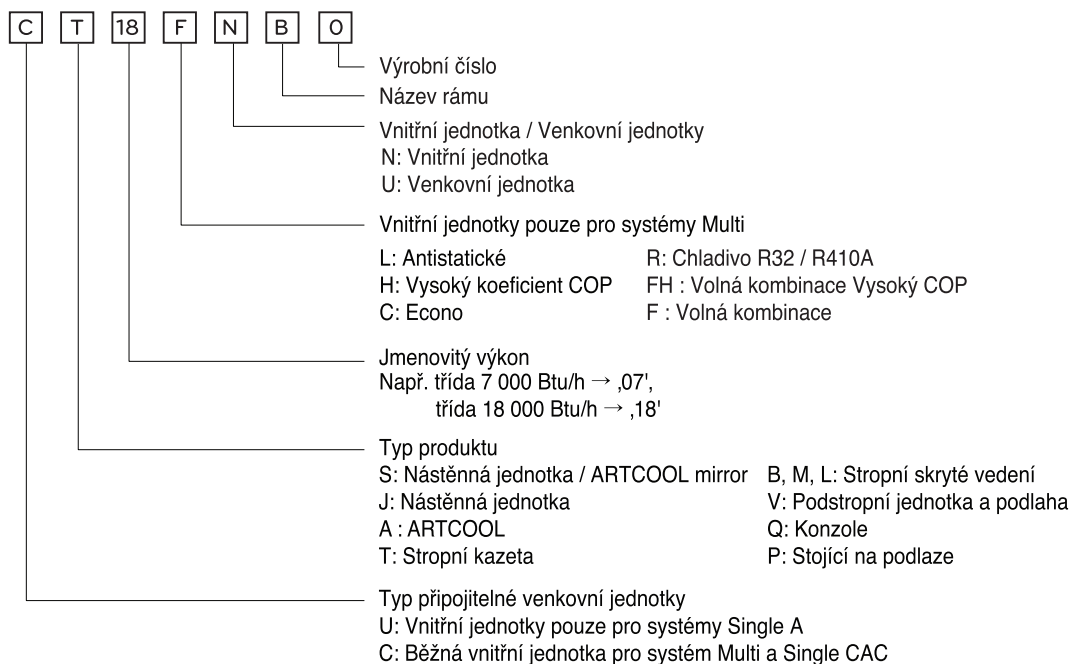 C T 18 F N B 0
Výrobní číslo
Název rámu
Vnitřní jednotka / Venkovní jednotky
N: Vnitřní jednotka
U: Venkovní jednotka
Vnitřní jednotky pouze pro systémy Multi
L: Antistatické R: Chladivo R32 / R410A
H: Vysoký koeficient COP FH : Volná kombinace Vysoký COP
C: Econo F : Volná kombinace
Jmenovitý výkon
Např. třída 7 000 Btu/h → ‚07',
třída 18 000 Btu/h → ‚18'
Typ produktu
S: Nástěnná jednotka / ARTCOOL mirror B, M, L: Stropní skryté vedení
J: Nástěnná jednotka V: Podstropní jednotka a podlaha
A : ARTCOOL Q: Konzole
T: Stropní kazeta P: Stojící na podlaze
Typ připojitelné venkovní jednotky
U: Vnitřní jednotky pouze pro systémy Single A
C: Běžná vnitřní jednotka pro systém Multi a Single CAC